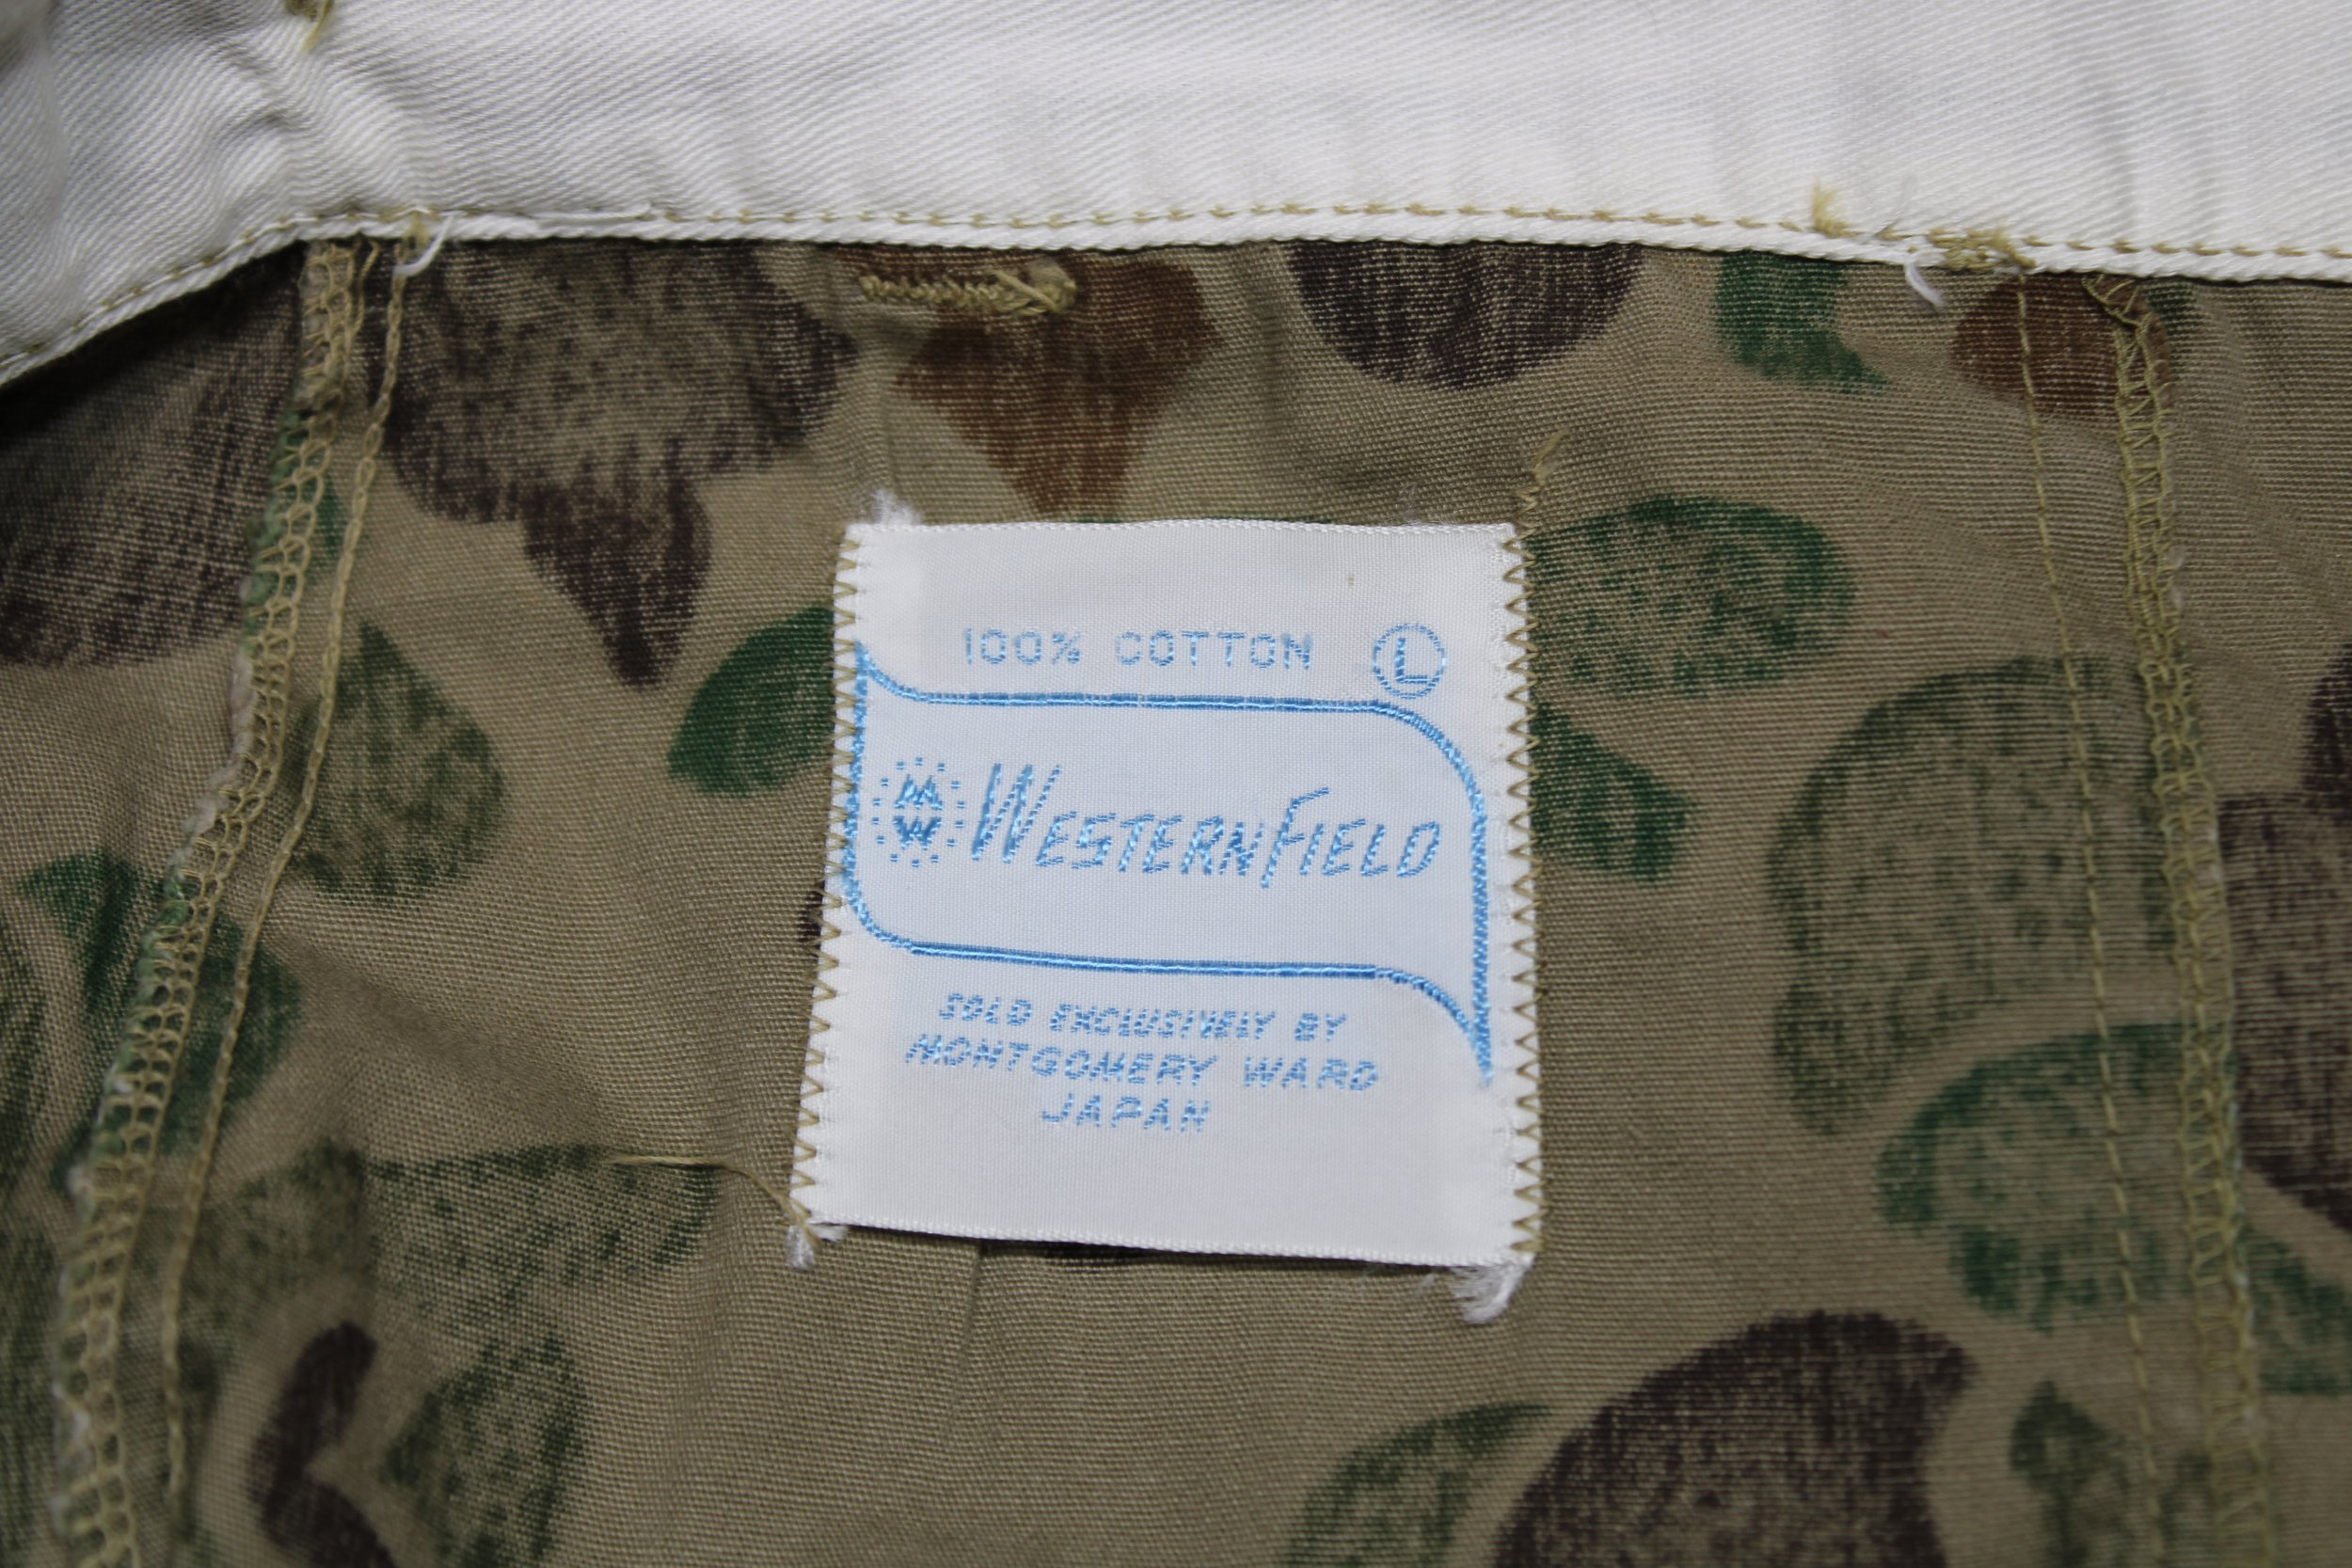 100% COTTON L
MW WESTERNFIELD
SOLD EXCLUSIVELY BY
MONTGOMERY WARD
JAPAN